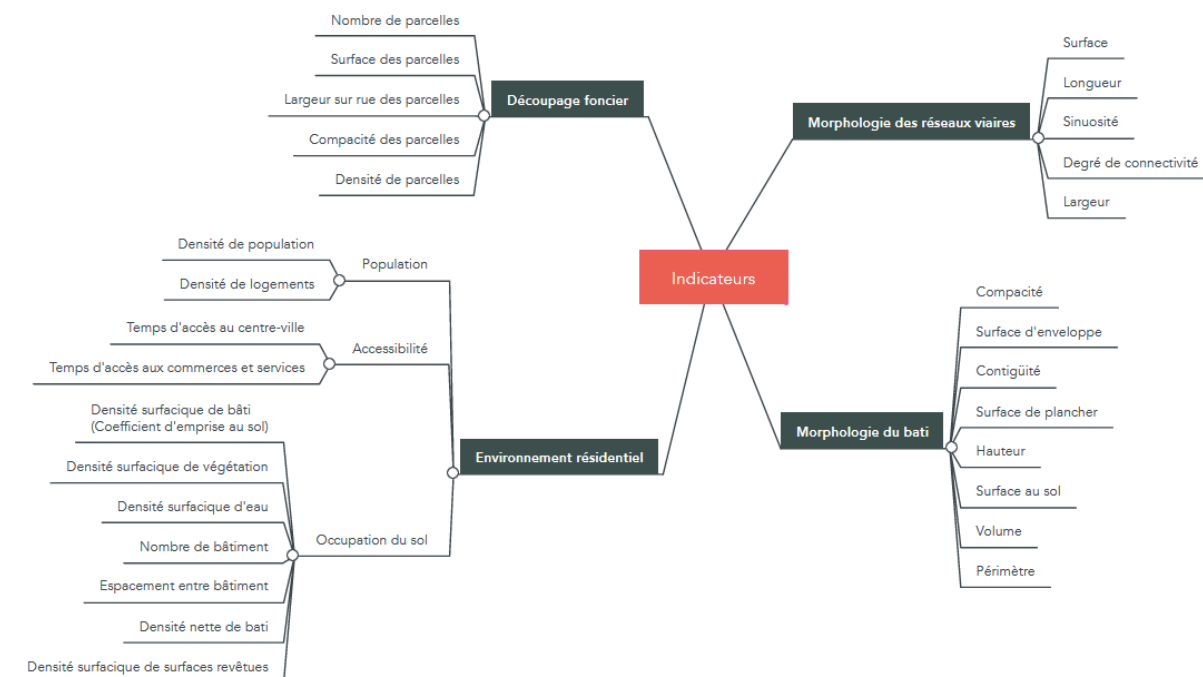 Nombre de parcelles
Surface des parcelles
Largeur sur rue des parcelles
Compacité des parcelles
Densité de parcelles
Découpage foncier
Morphologie des réseaux viaires
Surface
Longueur
Sinuosité
Degré de connectivité
Largeur
Indicateurs
Densité de population
Densité de logements
Population
Temps d'accès au centre-ville
Temps d'accès aux commerces et services
Accessibilité
Densité surfacique de bâti
(Coefficient d'emprise au sol)
Densité surfacique de végétation
Densité surfacique d'eau
Nombre de bâtiment
Espacement entre bâtiment
Densité nette de bati
Densité surfacique de surfaces revêtues
Occupation du sol
Environnement résidentiel
Morphologie du bati
Compacité
Surface d'enveloppe
Contigüité
Surface de plancher
Hauteur
Surface au sol
Volume
Périmètre